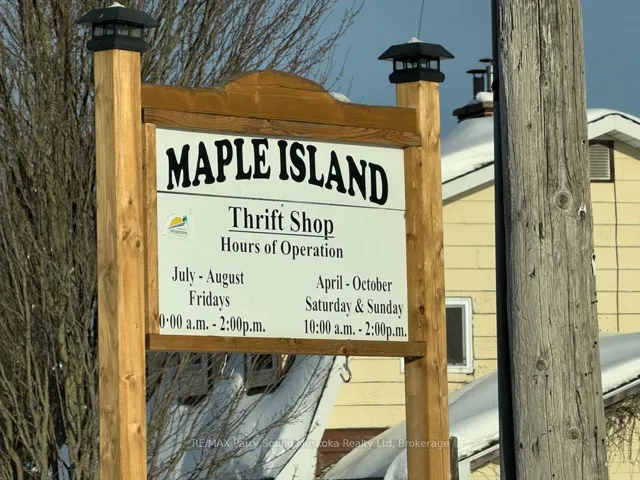 MAPLE ISLAND
Thrift Shop
Hours of Operation
July - August
Fridays
0:00 a.m. - 2:00p.m.
April - October
Saturday & Sunday
10:00 a.m. - 2:00p.m.
RE/MAX Parry Sound Muskoka Realty Ltd, Brokerage